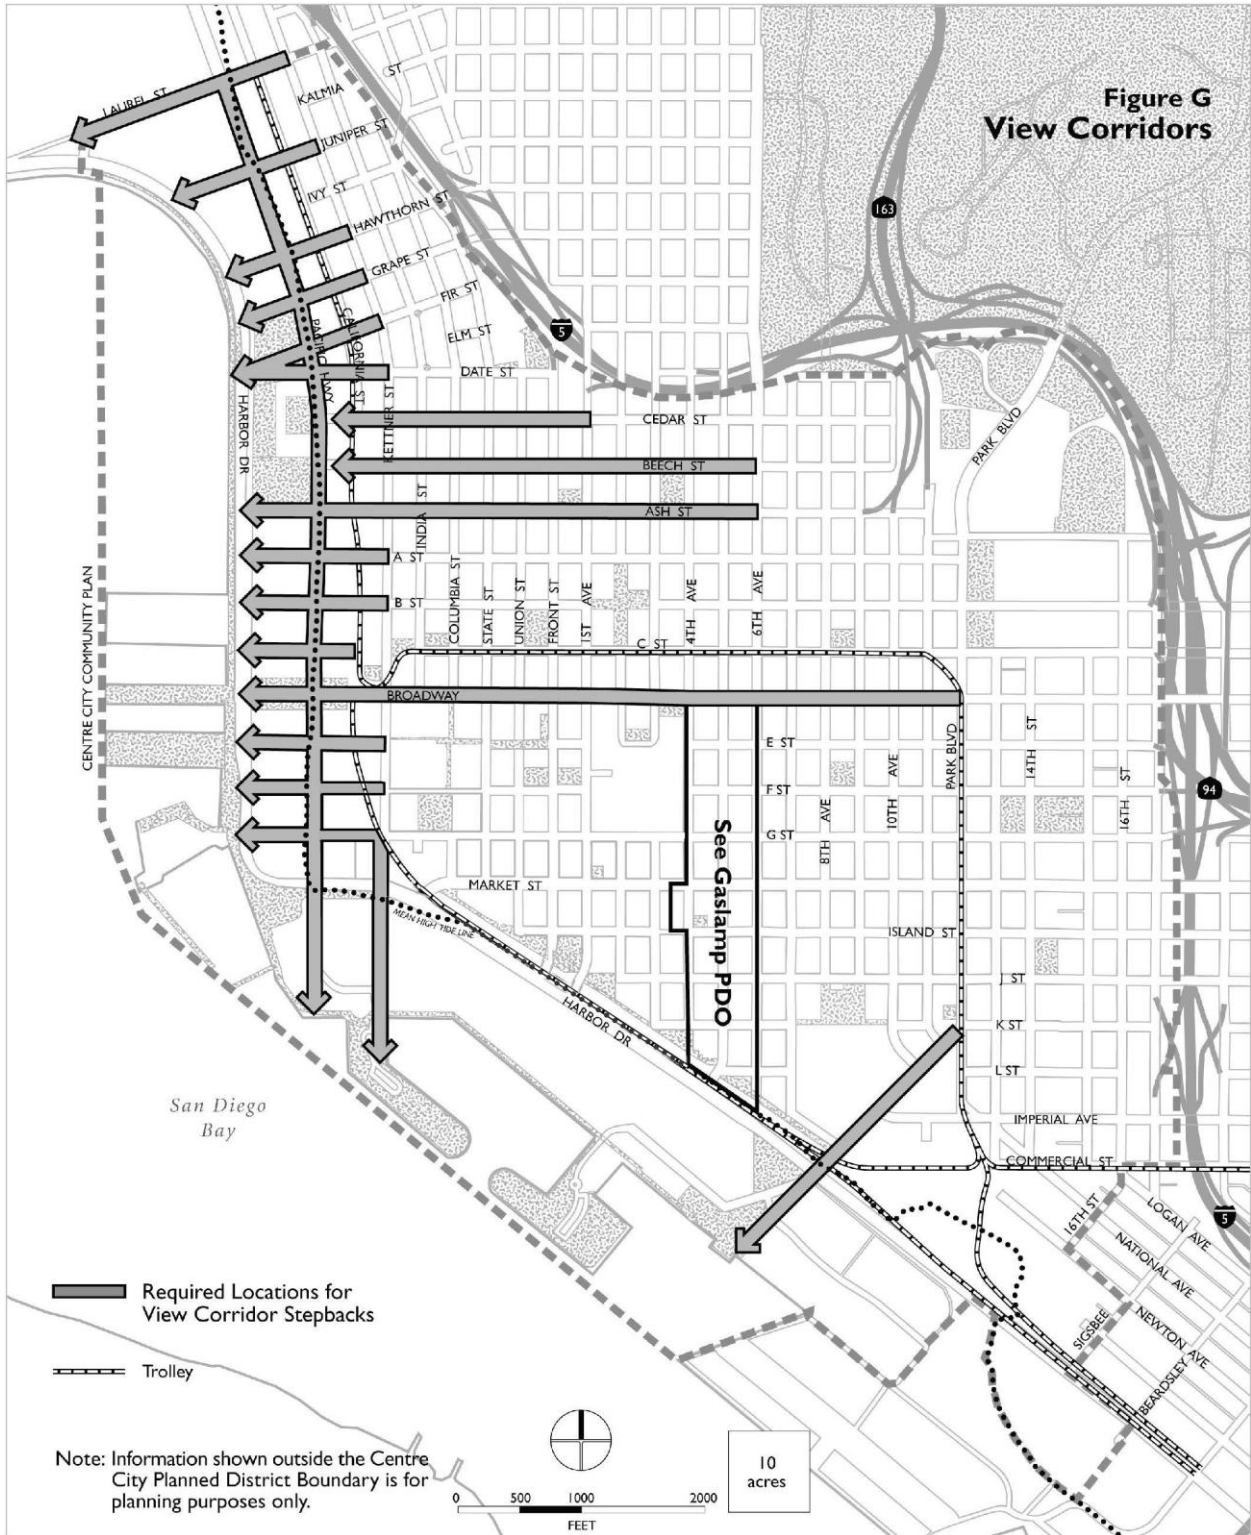 Figure G
View Corridors
LAUREL ST
KALMIA
ST
JUNIPER ST
IVY ST
HAWTHORN ST
GRAPE ST
FIR ST
ELM ST
DATE ST
CEDAR ST
BEECH ST
ASH ST
A ST
B ST
C ST
BROADWAY
E ST
F ST
G ST
MARKET ST
ISLAND ST
J ST
K ST
L ST
IMPERIAL AVE
COMMERCIAL ST
163
5
94
5
PACIFIC HWY
CALIFORNIA ST
KETTNER ST
HARBOR DR
INDIA ST
COLUMBIA ST
STATE ST
UNION ST
FRONT ST
1ST AVE
4TH AVE
6TH AVE
8TH AVE
10TH AVE
PARK BLVD
PARK BLVD
14TH ST
16TH ST
CENTRE CITY COMMUNITY PLAN
See Gaslamp PDO
MEAN HIGH TIDE LINE
HARBOR DR
16TH ST
LOGAN AVE
NATIONAL AVE
NEWTON AVE
SIGSBEE
BEARDSLEY
San Diego
Bay
Required Locations for
View Corridor Stepbacks
Trolley
Note: Information shown outside the Centre
City Planned District Boundary is for
planning purposes only.
0 500 1000 2000
FEET
10
acres